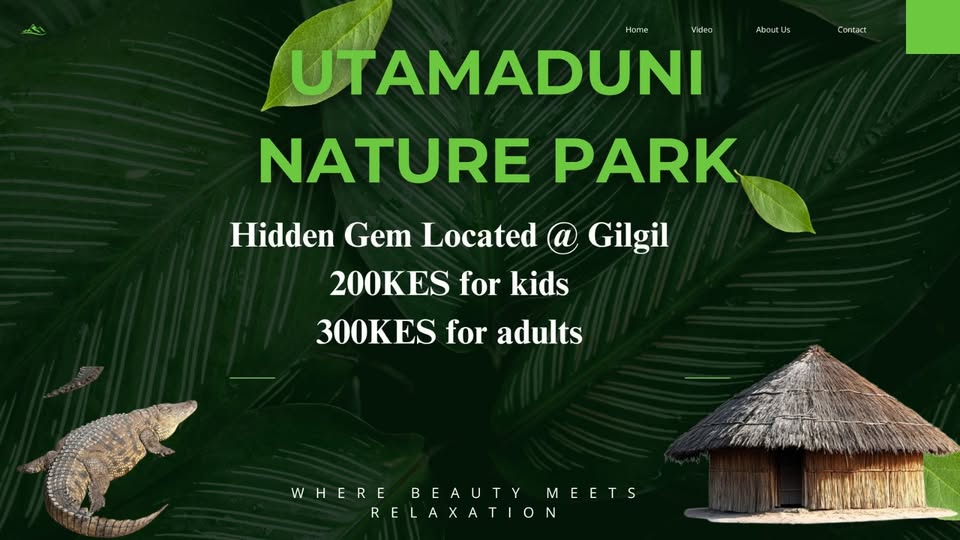 Home Video About Us Contact
UTAMADUNI
NATURE PARK
Hidden Gem Located @ Gilgil
200KES for kids
300KES for adults
WHERE BEAUTY MEETS
RELAXATION